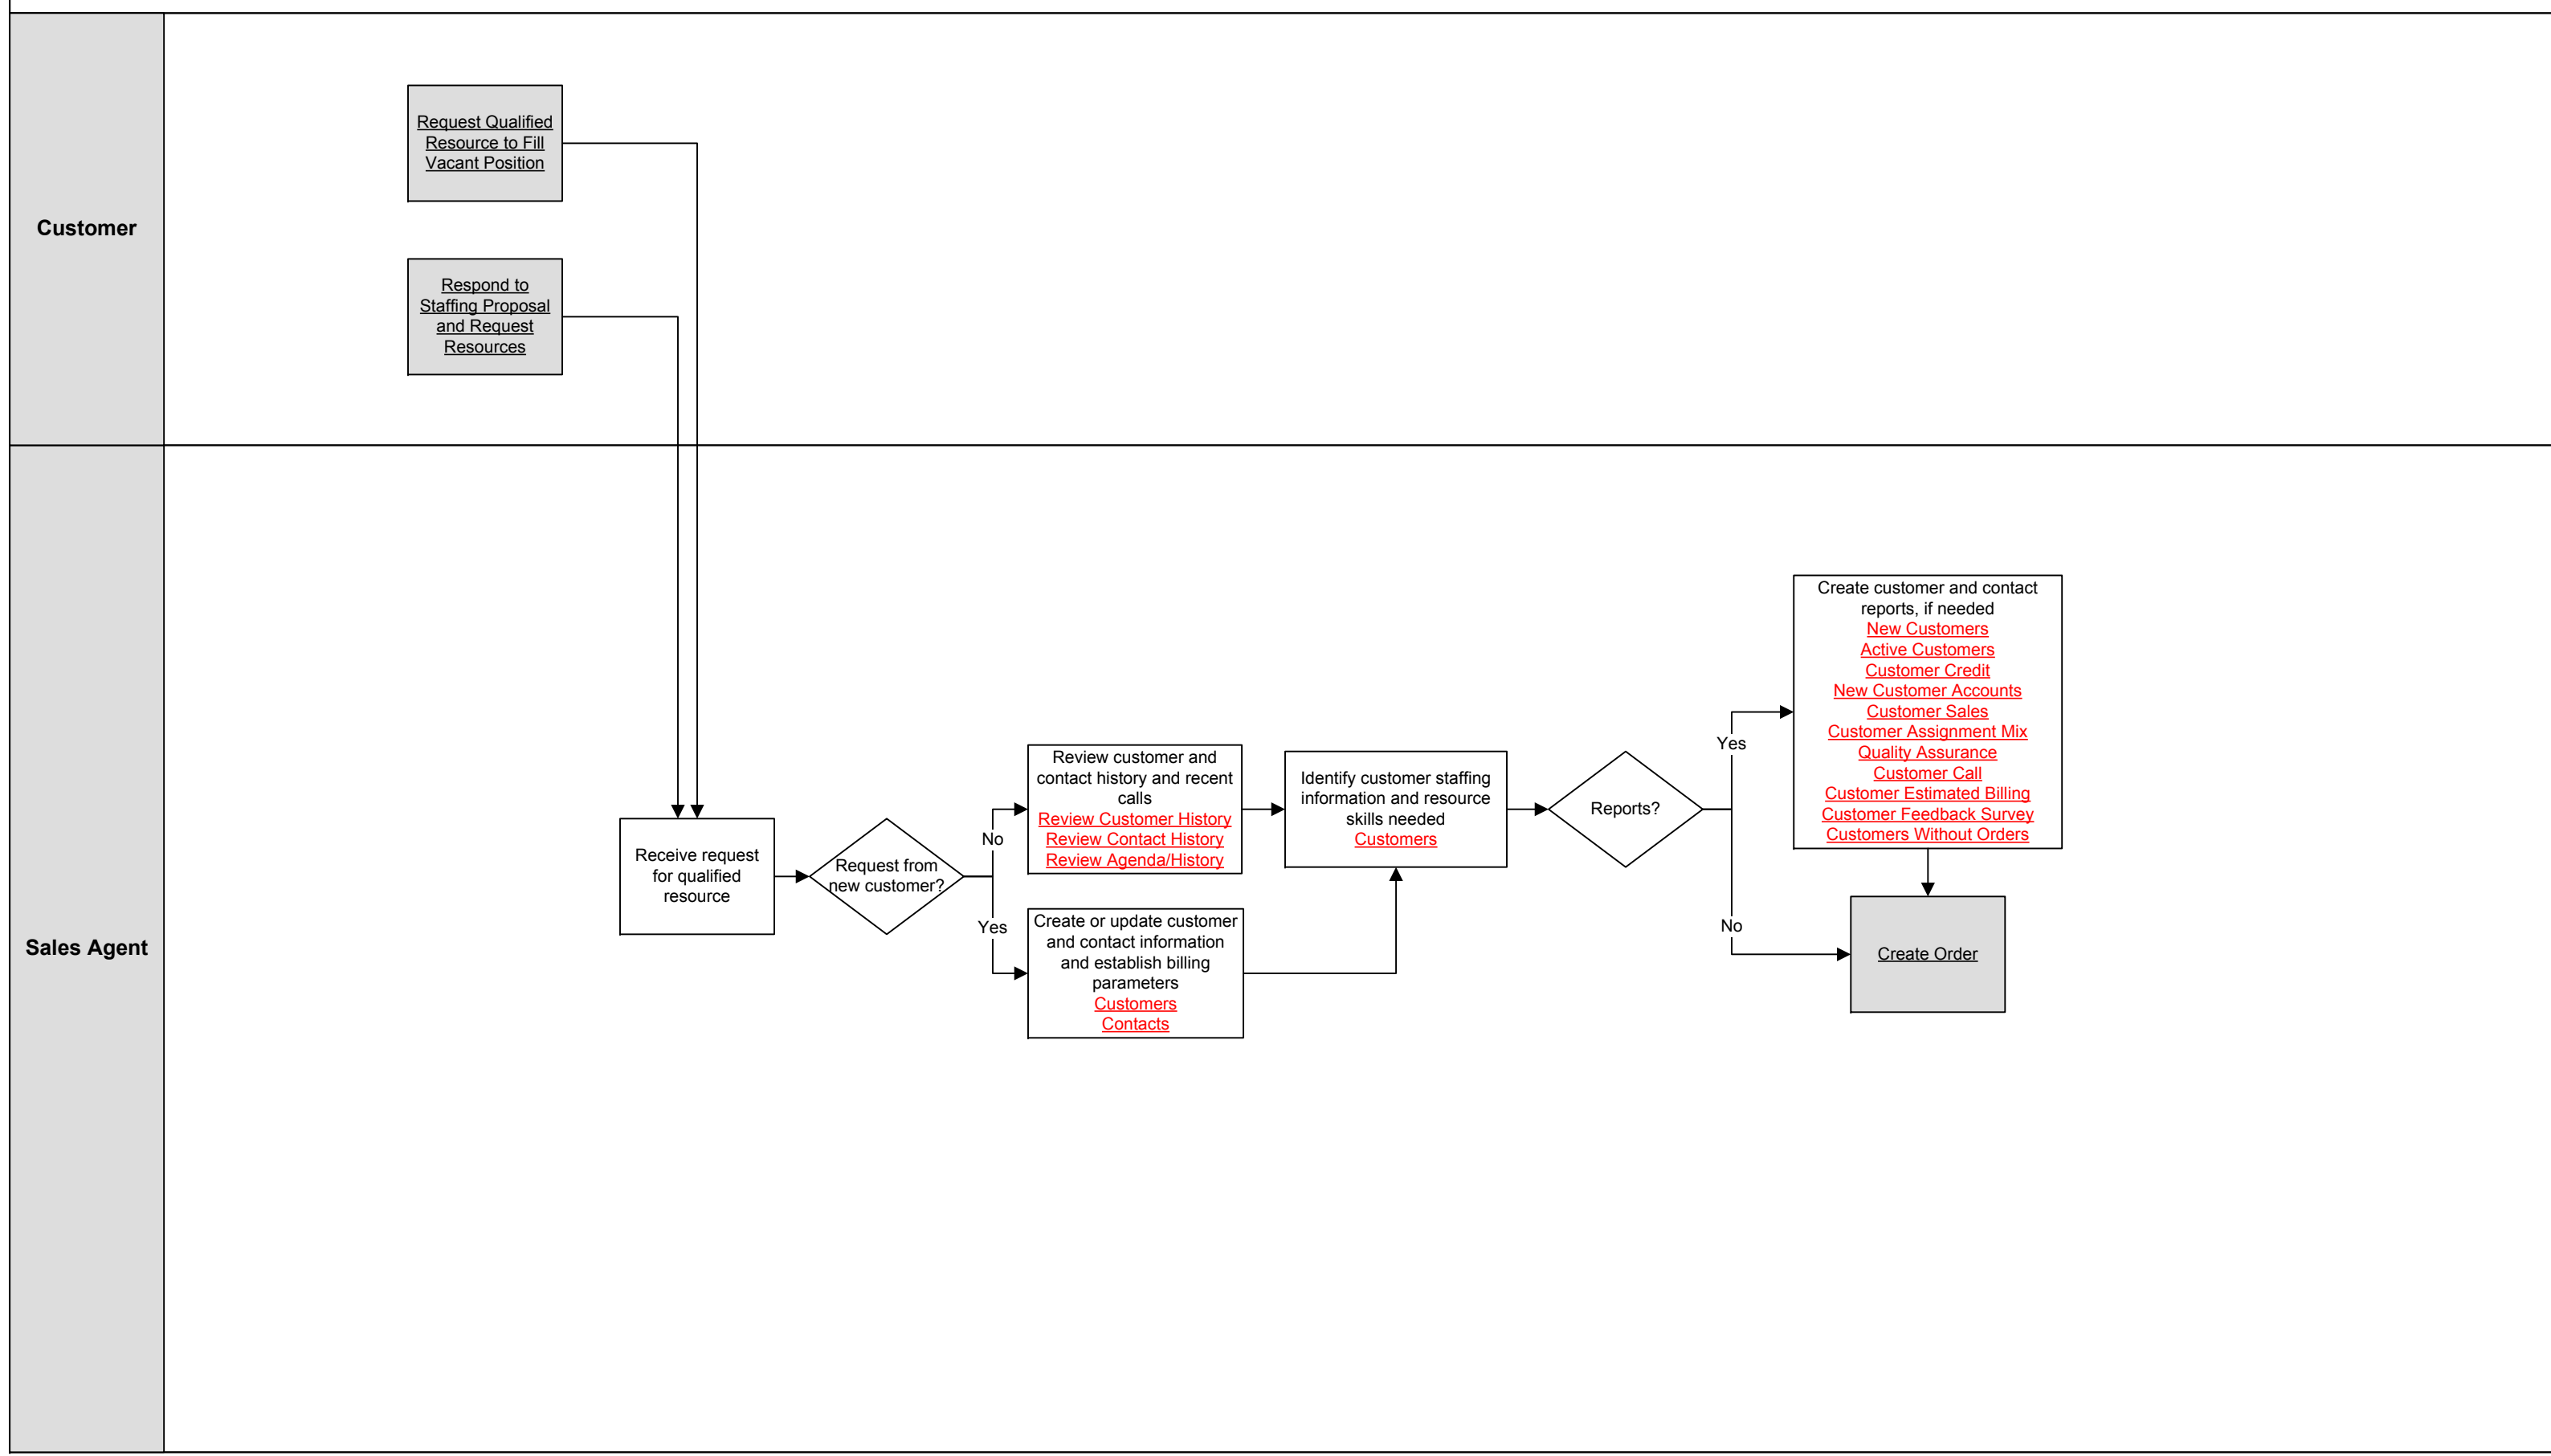 Customer
Request Qualified
Resource to Fill
Vacant Position
Respond to
Staffing Proposal
and Request
Resources
Sales Agent
Receive request
for qualified
resource
Request from
new customer?
No
Yes
Review customer and
contact history and recent
calls
Review Customer History
Review Contact History
Review Agenda/History
Create or update customer
and contact information
and establish billing
parameters
Customers
Contacts
Identify customer staffing
information and resource
skills needed
Customers
Reports?
Yes
No
Create customer and contact
reports, if needed
New Customers
Active Customers
Customer Credit
New Customer Accounts
Customer Sales
Customer Assignment Mix
Quality Assurance
Customer Call
Customer Estimated Billing
Customer Feedback Survey
Customers Without Orders
Create Order